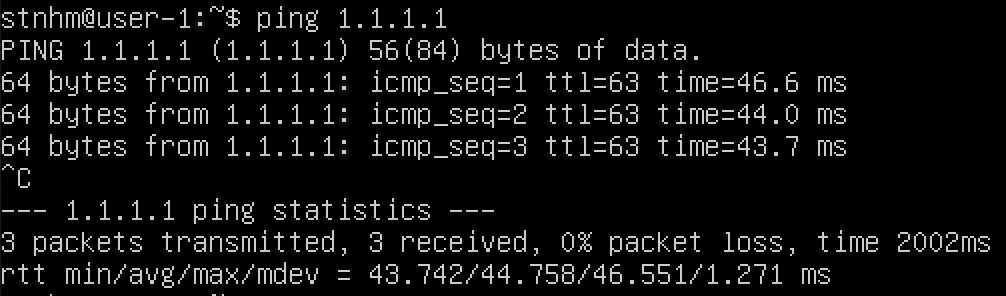 stnhm@user-1:~$ ping 1.1.1.1
PING 1.1.1.1 (1.1.1.1) 56(84) bytes of data.
64 bytes from 1.1.1.1: icmp_seq=1 ttl=63 time=46.6 ms
64 bytes from 1.1.1.1: icmp_seq=2 ttl=63 time=44.0 ms
64 bytes from 1.1.1.1: icmp_seq=3 ttl=63 time=43.7 ms
^C
--- 1.1.1.1 ping statistics ---
3 packets transmitted, 3 received, 0% packet loss, time 2002ms
rtt min/avg/max/mdev = 43.742/44.758/46.551/1.271 ms